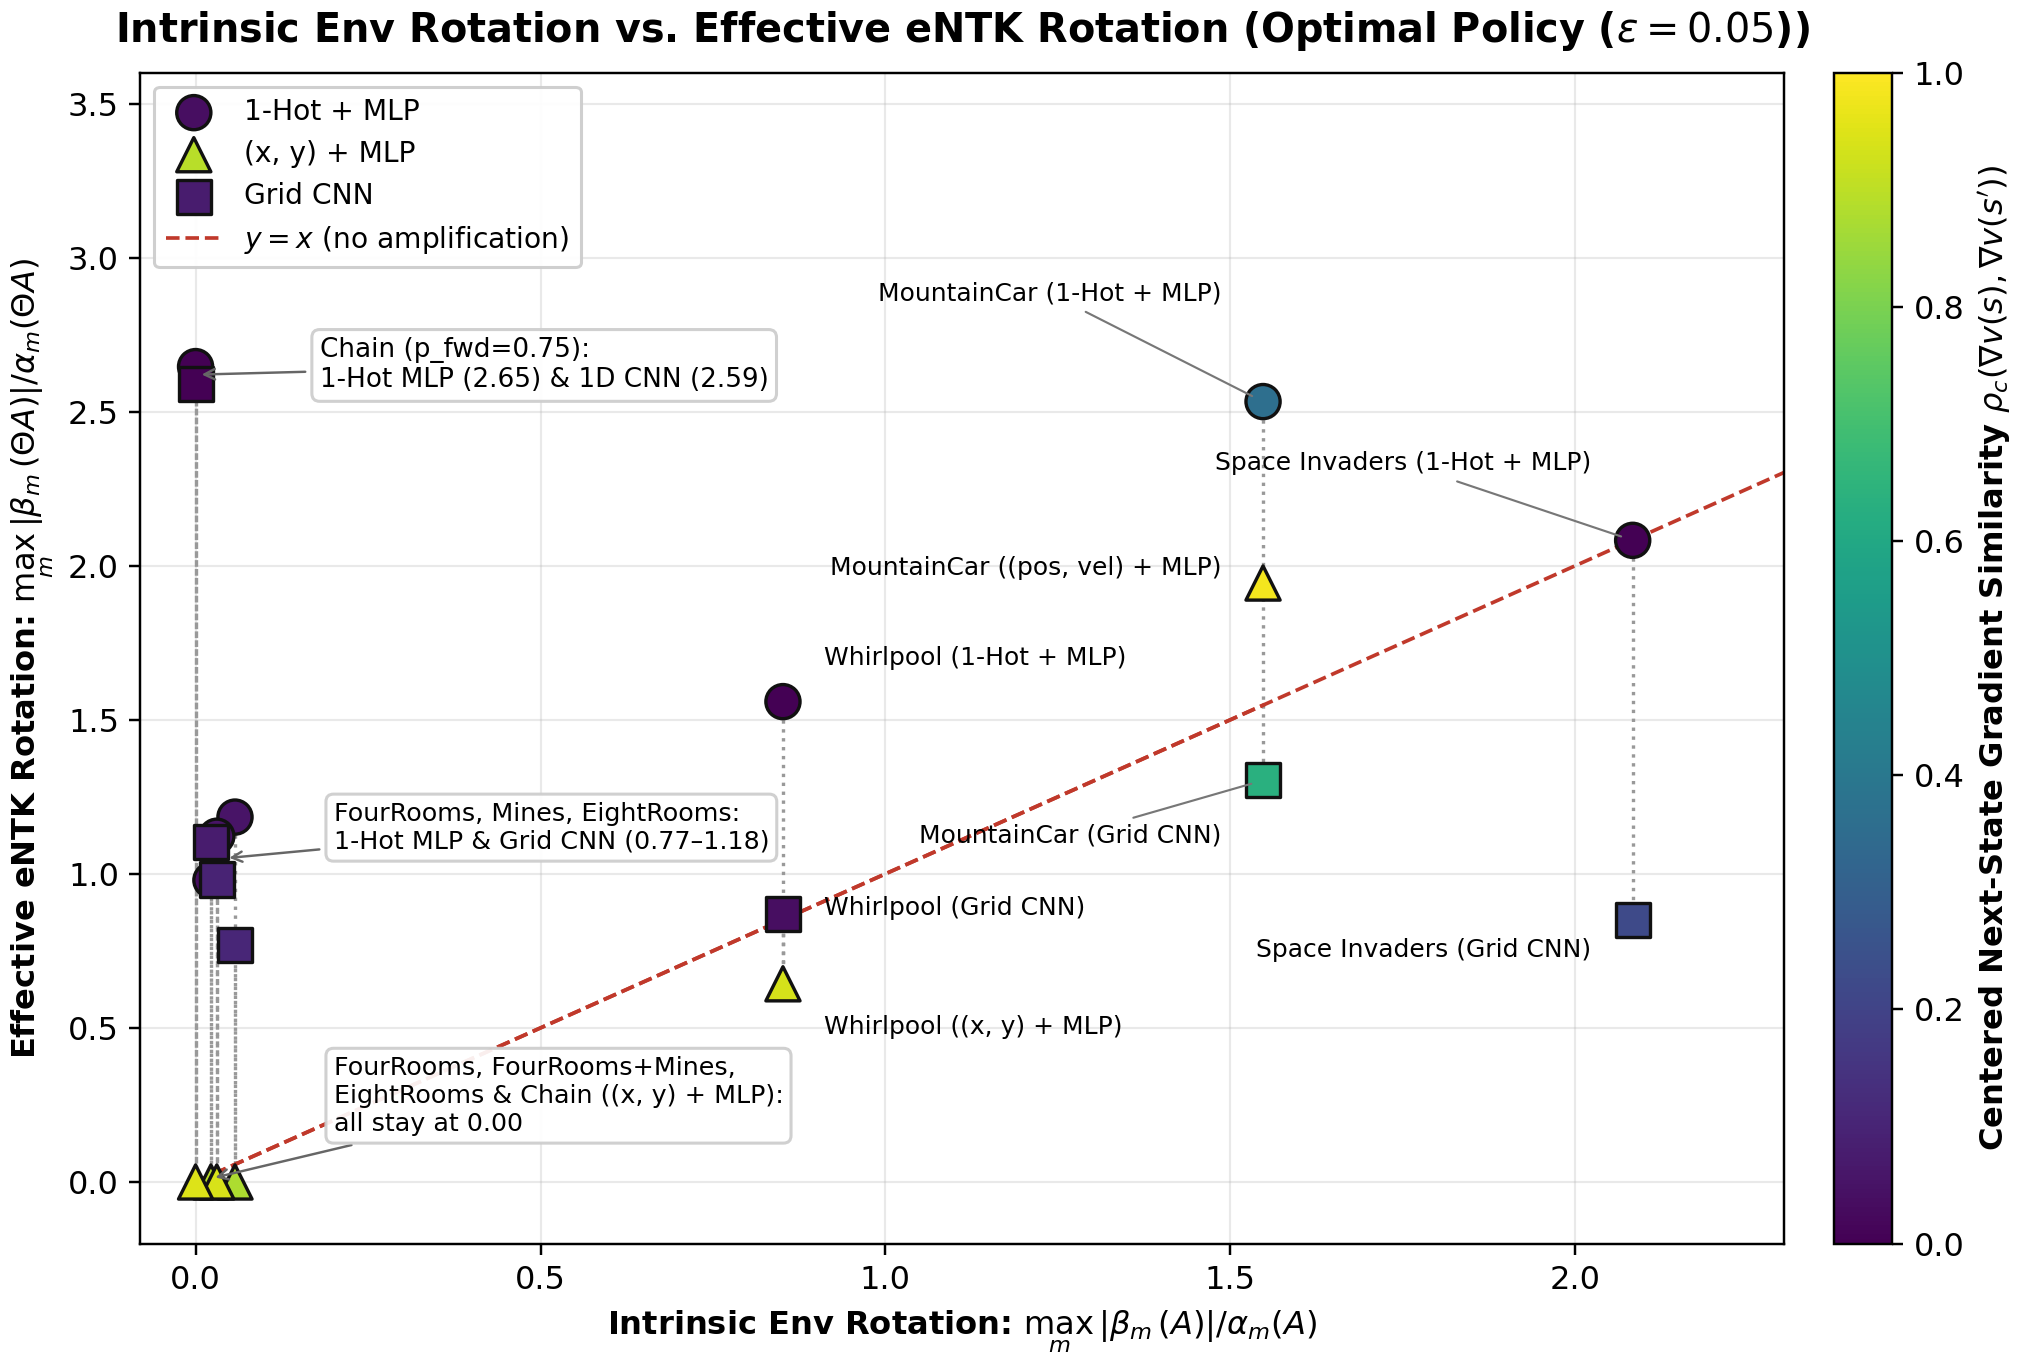 Intrinsic Env Rotation vs. Effective eNTK Rotation (Optimal Policy (ε = 0.05))
1-Hot + MLP
(x, y) + MLP
Grid CNN
y = x (no amplification)
Effective eNTK Rotation: max_m |β_m (ΘA)|/α_m(ΘA)
3.5
3.0
2.5
2.0
1.5
1.0
0.5
0.0
MountainCar (1-Hot + MLP)
Chain (p_fwd=0.75):
1-Hot MLP (2.65) & 1D CNN (2.59)
Space Invaders (1-Hot + MLP)
MountainCar ((pos, vel) + MLP)
Whirlpool (1-Hot + MLP)
FourRooms, Mines, EightRooms:
1-Hot MLP & Grid CNN (0.77–1.18)
MountainCar (Grid CNN)
Whirlpool (Grid CNN)
Space Invaders (Grid CNN)
Whirlpool ((x, y) + MLP)
FourRooms, FourRooms+Mines,
EightRooms & Chain ((x, y) + MLP):
all stay at 0.00
0.0
0.5
1.0
1.5
2.0
Intrinsic Env Rotation: max_m |β_m (A)|/α_m(A)
1.0
0.8
0.6
0.4
0.2
0.0
Centered Next-State Gradient Similarity ρ_c(∇v(s), ∇v(s′))